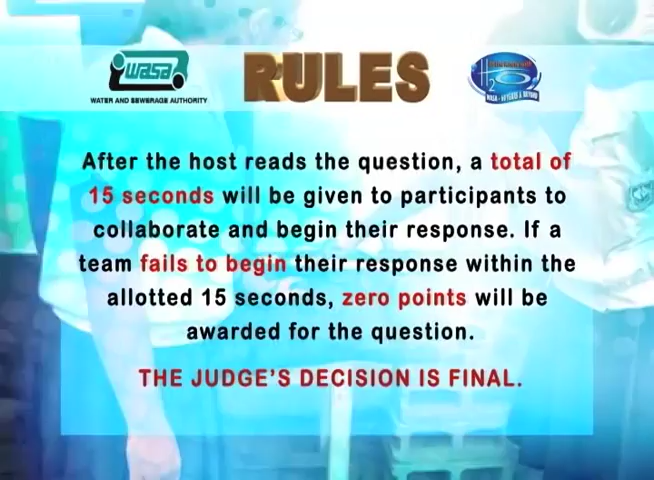 wasa
WATER AND SEWERAGE AUTHORITY
RULES
H2O
After the host reads the question, a total of
15 seconds will be given to participants to
collaborate and begin their response. If a
team fails to begin their response within the
allotted 15 seconds, zero points will be
awarded for the question.
THE JUDGE'S DECISION IS FINAL.